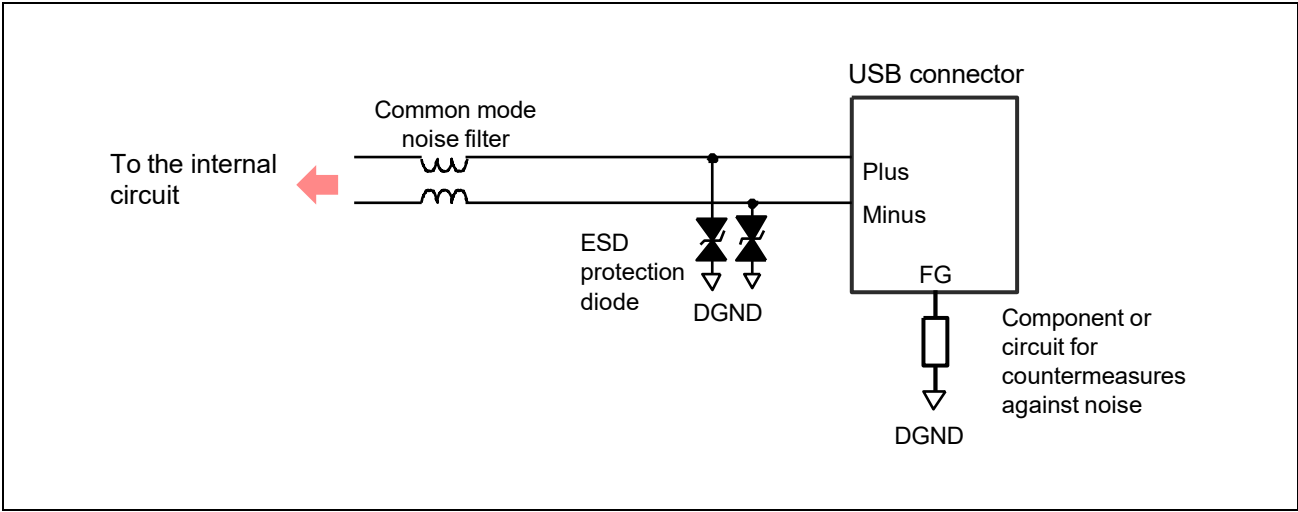 USB connector
Common mode
noise filter
To the internal
circuit
Plus
Minus
ESD
protection
diode
DGND
FG
Component or
circuit for
countermeasures
against noise
DGND